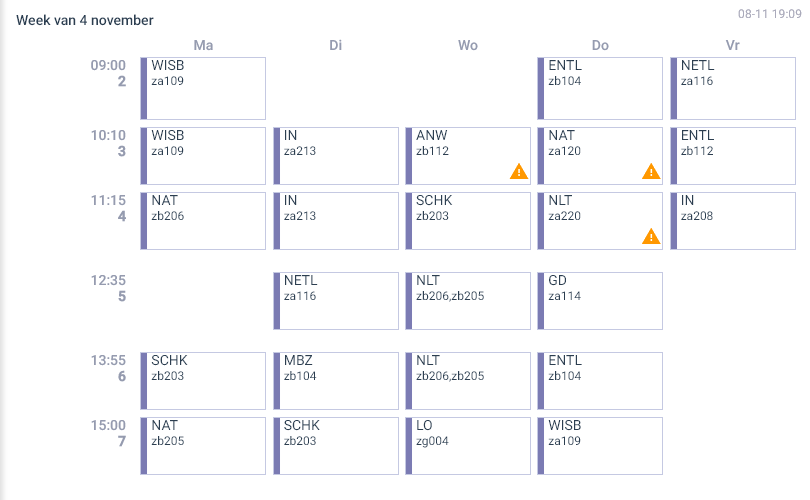 Week van 4 november
08-11 19:09
Ma Di Wo Do Vr
09:00
2
WISB
za109
ENTL
zb104
NETL
za116
10:10
3
WISB
za109
IN
za213
ANW
zb112
NAT
za120
ENTL
zb112
11:15
4
NAT
zb206
IN
za213
SCHK
zb203
NLT
za220
IN
za208
12:35
5
NETL
za116
NLT
zb206,zb205
GD
za114
13:55
6
SCHK
zb203
MBZ
zb104
NLT
zb206,zb205
ENTL
zb104
15:00
7
NAT
zb205
SCHK
zb203
LO
zg004
WISB
za109